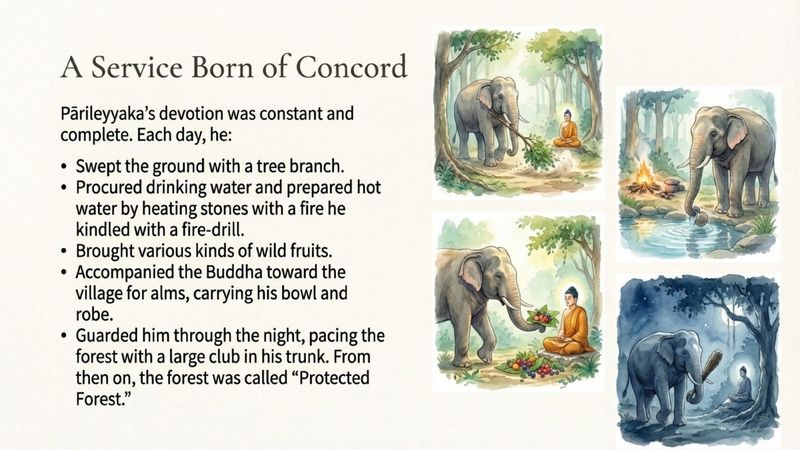 A Service Born of Concord
Pārileyyaka’s devotion was constant and
complete. Each day, he:
• Swept the ground with a tree branch.
• Procured drinking water and prepared hot
water by heating stones with a fire he
kindled with a fire-drill.
• Brought various kinds of wild fruits.
• Accompanied the Buddha toward the
village for alms, carrying his bowl and
robe.
• Guarded him through the night, pacing the
forest with a large club in his trunk. From
then on, the forest was called “Protected
Forest.”